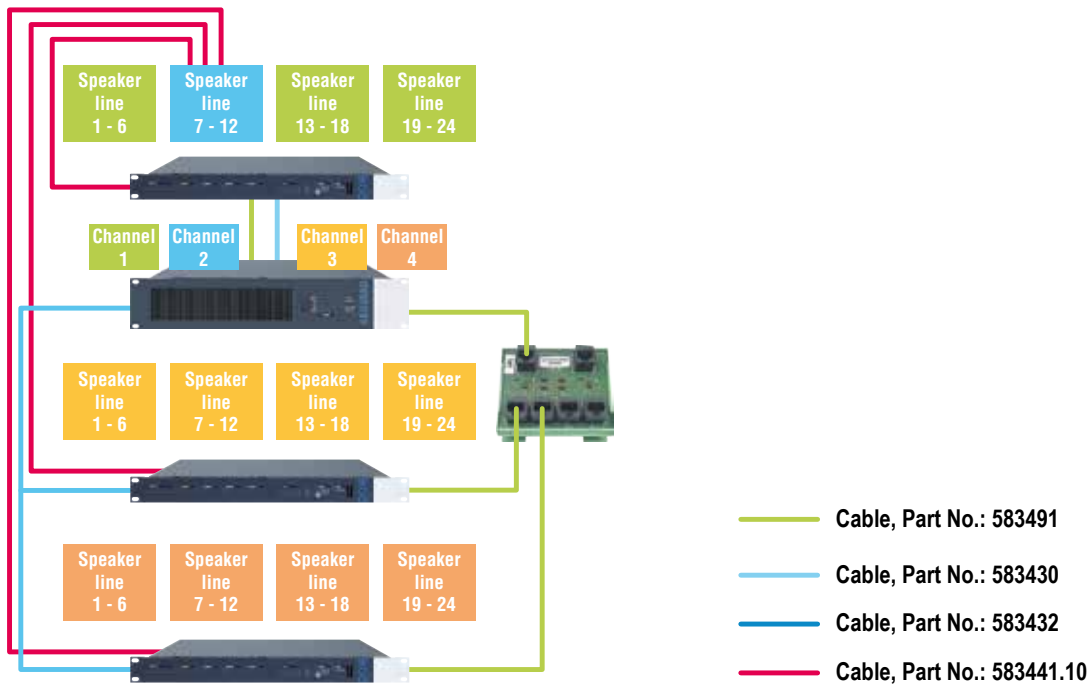 Speaker
line
1 - 6
Speaker
line
7 - 12
Speaker
line
13 - 18
Speaker
line
19 - 24
Channel
1
Channel
2
Channel
3
Channel
4
Speaker
line
1 - 6
Speaker
line
7 - 12
Speaker
line
13 - 18
Speaker
line
19 - 24
Speaker
line
1 - 6
Speaker
line
7 - 12
Speaker
line
13 - 18
Speaker
line
19 - 24
Cable, Part No.: 583491
Cable, Part No.: 583430
Cable, Part No.: 583432
Cable, Part No.: 583441.10